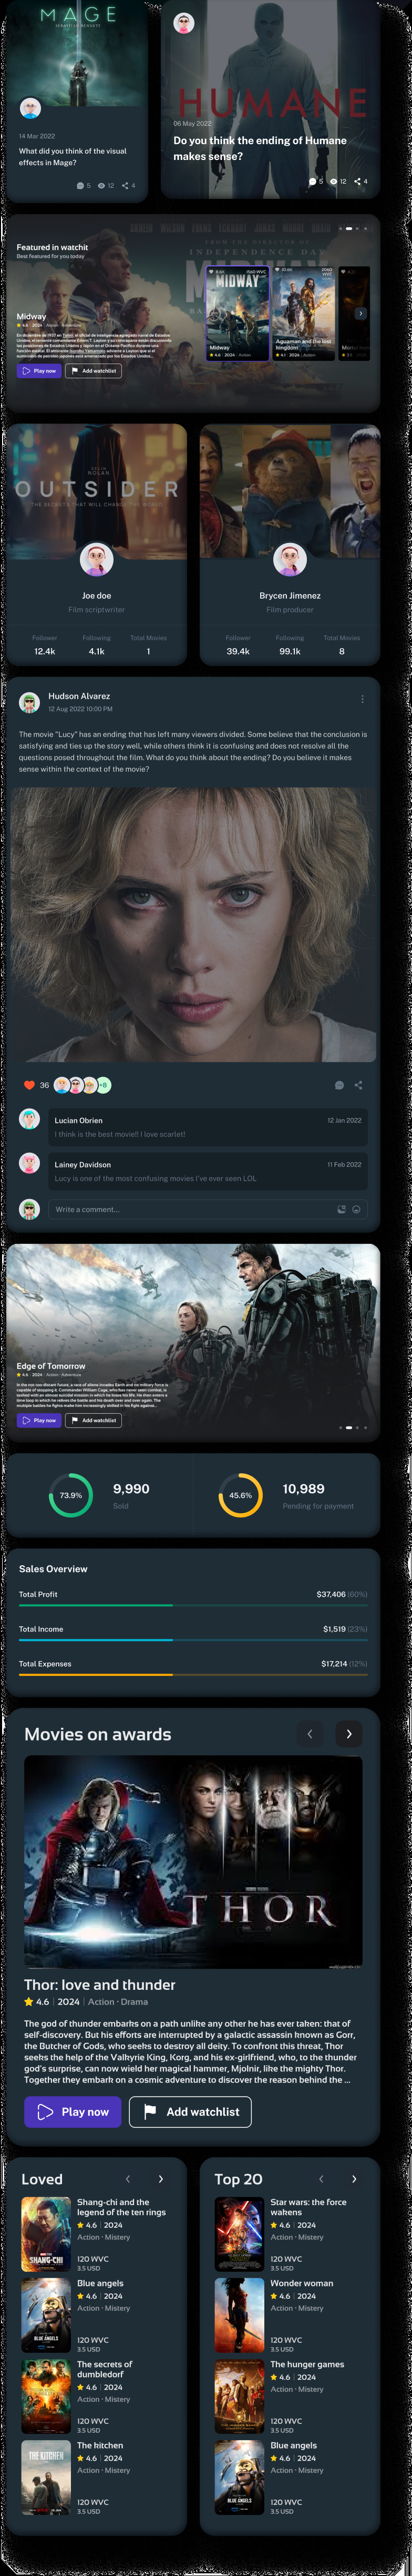 MAGE
14 Mar 2022
What did you think of the visual
effects in Mage?
5 12 4
HUMANE
06 May 2022
Do you think the ending of Humane
makes sense?
5 12 4
FROM THE DIRECTOR OF
INDEPENDENCE DAY
Featured in watchit
Best featured for you today
Midway
4.6 | 2024 | Action · Adventure
Play now
Add watchlist
MIDWAY
Midway
4.6 | 2024 | Action
Aquaman and the lost
kingdom
4.1 | 2024 | Action
NOLAN
OUTSIDER
THE SECRETS THAT WILL CHANGE THE WORLD
Joe doe
Film scriptwriter
Follower Following Total Movies
12.4k 4.1k 1
Brycen Jimenez
Film producer
Follower Following Total Movies
39.4k 99.1k 8
Hudson Alvarez
12 Aug 2022 10:00 PM
The movie "Lucy" has an ending that has left many viewers divided. Some believe that the conclusion is
satisfying and ties up the story well, while others think it is confusing and does not resolve all the
questions posed throughout the film. What do you think about the ending? Do you believe it makes
sense within the context of the movie?
36 +8
Lucian Obrien 12 Jan 2022
I think is the best movie!! I love scarlet!
Lainey Davidson 11 Feb 2022
Lucy is one of the most confusing movies I've ever seen LOL
Write a comment...
Edge of Tomorrow
4.6 | 2024 | Action · Adventure
Play now
Add watchlist
73.9%
9,990
Sold
45.6%
10,989
Pending for payment
Sales Overview
Total Profit $37,406 (60%)
Total Income $1,519 (23%)
Total Expenses $17,214 (12%)
Movies on awards
THOR
Thor: love and thunder
4.6 | 2024 | Action · Drama
The god of thunder embarks on a path unlike any other he has ever taken: that of
self-discovery. But his efforts are interrupted by a galactic assassin known as Gorr,
the Butcher of Gods, who seeks to destroy all deity. To confront this threat, Thor
seeks the help of the Valkyrie King, Korg, and his ex-girlfriend, who, to the thunder
god's surprise, can now wield her magical hammer, Mjolnir, like the mighty Thor.
Together they embark on a cosmic adventure to discover the reason behind the ...
Play now
Add watchlist
Loved
SHANG-CHI
Shang-chi and the
legend of the ten rings
4.6 | 2024
Action · Mistery
120 WVC
3.5 USD
BLUE ANGELS
Blue angels
4.6 | 2024
Action · Mistery
120 WVC
3.5 USD
The secrets of
dumbledorf
4.6 | 2024
Action · Mistery
120 WVC
3.5 USD
THE KITCHEN
The kitchen
4.6 | 2024
Action · Mistery
120 WVC
3.5 USD
Top 20
Star wars: the force
wakens
4.6 | 2024
Action · Mistery
120 WVC
3.5 USD
Wonder woman
4.6 | 2024
Action · Mistery
120 WVC
3.5 USD
The hunger games
4.6 | 2024
Action · Mistery
120 WVC
3.5 USD
BLUE ANGELS
Blue angels
4.6 | 2024
Action · Mistery
120 WVC
3.5 USD